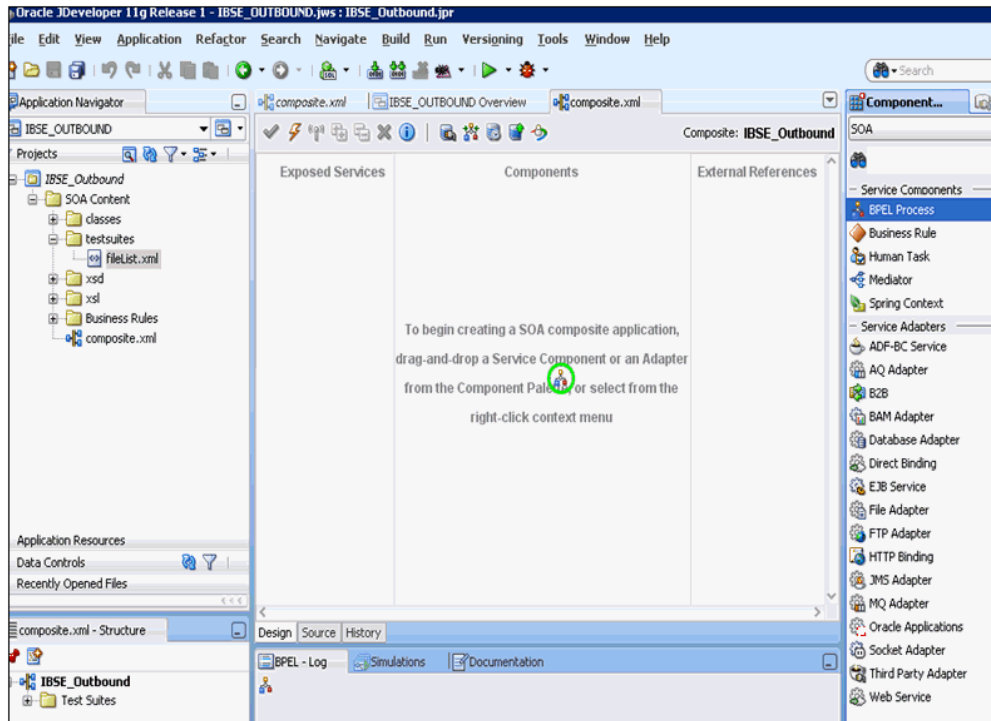 Oracle JDeveloper 11g Release 1 - IBSE_OUTBOUND.jws : IBSE_Outbound.jpr
ile Edit View Application Refactor Search Navigate Build Run Versioning Tools Window Help
Search
Application Navigator
composite.xml
IBSE_OUTBOUND Overview
composite.xml
Component...
IBSE_OUTBOUND
Composite: IBSE_Outbound
SOA
Projects
IBSE_Outbound
SOA Content
classes
testsuites
fileList.xml
xsd
xsl
Business Rules
composite.xml
Application Resources
Data Controls
Recently Opened Files
composite.xml - Structure
IBSE_Outbound
Test Suites
Exposed Services
Components
External References
To begin creating a SOA composite application,
drag-and-drop a Service Component or an Adapter
from the Component Palette, or select from the
right-click context menu
Design Source History
BPEL - Log
Simulations
Documentation
Service Components
BPEL Process
Business Rule
Human Task
Mediator
Spring Context
Service Adapters
ADF-BC Service
AQ Adapter
B2B
BAM Adapter
Database Adapter
Direct Binding
EJB Service
File Adapter
FTP Adapter
HTTP Binding
JMS Adapter
MQ Adapter
Oracle Applications
Socket Adapter
Third Party Adapter
Web Service